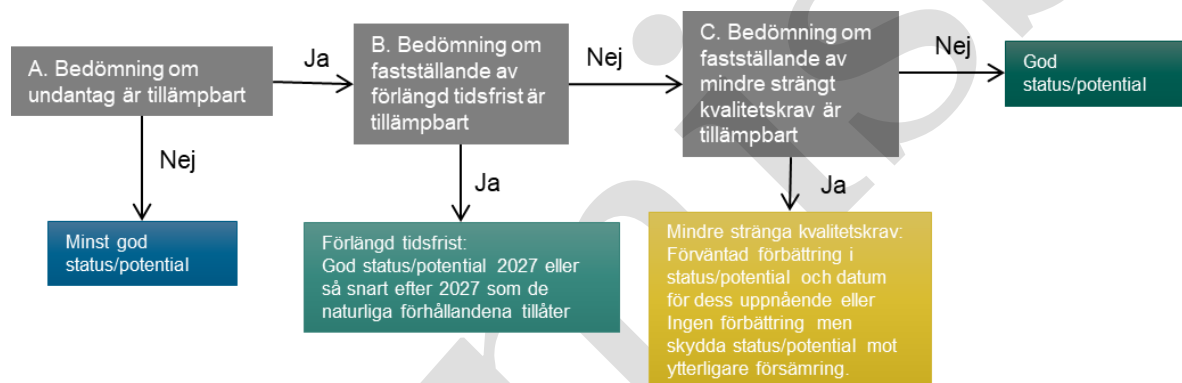 A. Bedömning om
undantag är tillämpbart
Ja
B. Bedömning om
fastställande av
förlängd tidsfrist är
tillämpbart
Nej
C. Bedömning om
fastställande av
mindre strängt
kvalitetskrav är
tillämpbart
Nej
God
status/potential
Nej
Ja
Ja
Minst god
status/potential
Förlängd tidsfrist:
God status/potential 2027 eller
så snart efter 2027 som de
naturliga förhållandena tillåter
Mindre stränga kvalitetskrav:
Förväntad förbättring i
status/potential och datum
för dess uppnående eller
Ingen förbättring men
skydda status/potential mot
ytterligare försämring.